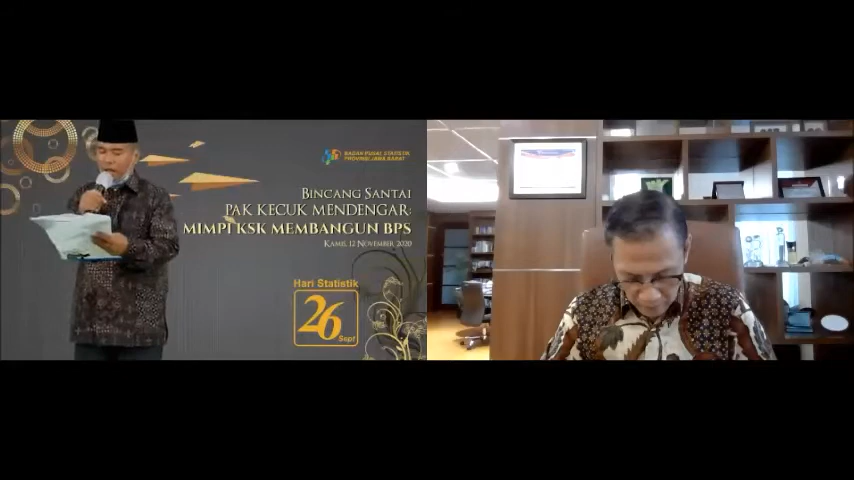 BADAN PUSAT STATISTIK
PROVINSI JAWA BARAT
BINCANG SANTAI
PAK KECUK MENDENGAR:
MIMPI KSK MEMBANGUN BPS
KAMIS, 12 NOVEMBER 2020
Hari Statistik
26
Sept